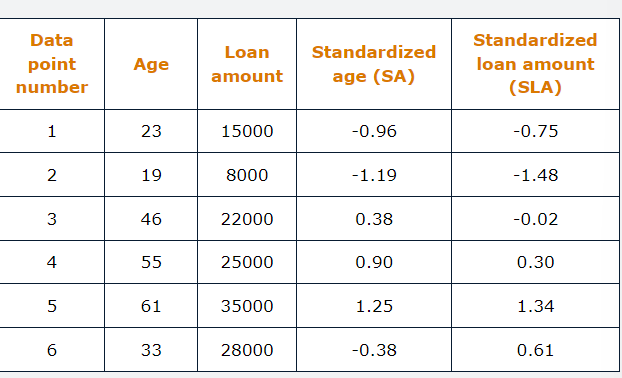 Data point number Age Loan amount Standardized age (SA) Standardized loan amount (SLA)
1 23 15000 -0.96 -0.75
2 19 8000 -1.19 -1.48
3 46 22000 0.38 -0.02
4 55 25000 0.90 0.30
5 61 35000 1.25 1.34
6 33 28000 -0.38 0.61